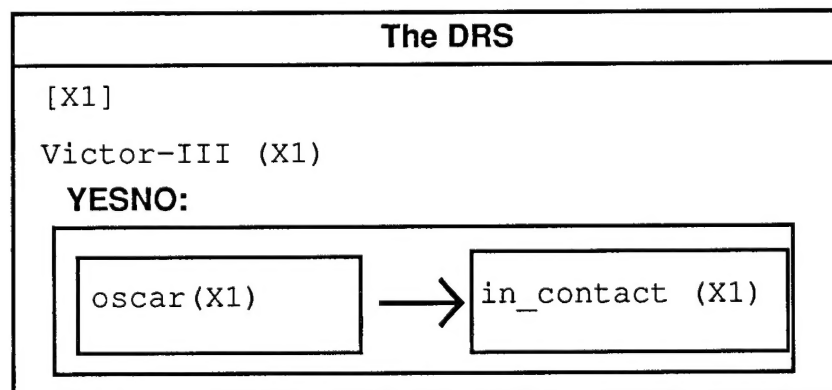 The DRS
[X1]
Victor-III (X1)
YESNO:
oscar(X1) in_contact (X1)